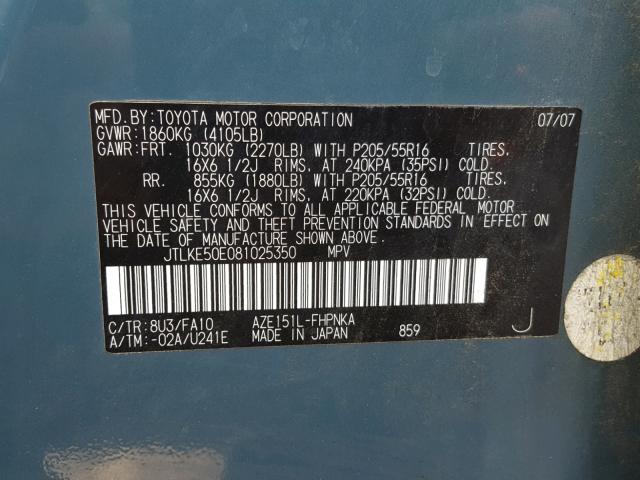 MFD.BY:TOYOTA MOTOR CORPORATION 07/07
GVWR:1860KG (4105LB)
GAWR:FRT. 1030KG (2270LB) WITH P205/55R16 TIRES,
16X6 1/2J RIMS, AT 240KPA (35PSI) COLD
RR. 855KG (1880LB) WITH P205/55R16 TIRES,
16X6 1/2J RIMS, AT 220KPA (32PSI) COLD.
THIS VEHICLE CONFORMS TO ALL APPLICABLE FEDERAL MOTOR
VEHICLE SAFETY AND THEFT PREVENTION STANDARDS IN EFFECT ON
THE DATE OF MANUFACTURE SHOWN ABOVE.
JTLKE50E081025350 MPV
C/TR:8U3/FA10 AZE151L-FHPNKA
A/TM:-02A/U241E MADE IN JAPAN 859 J